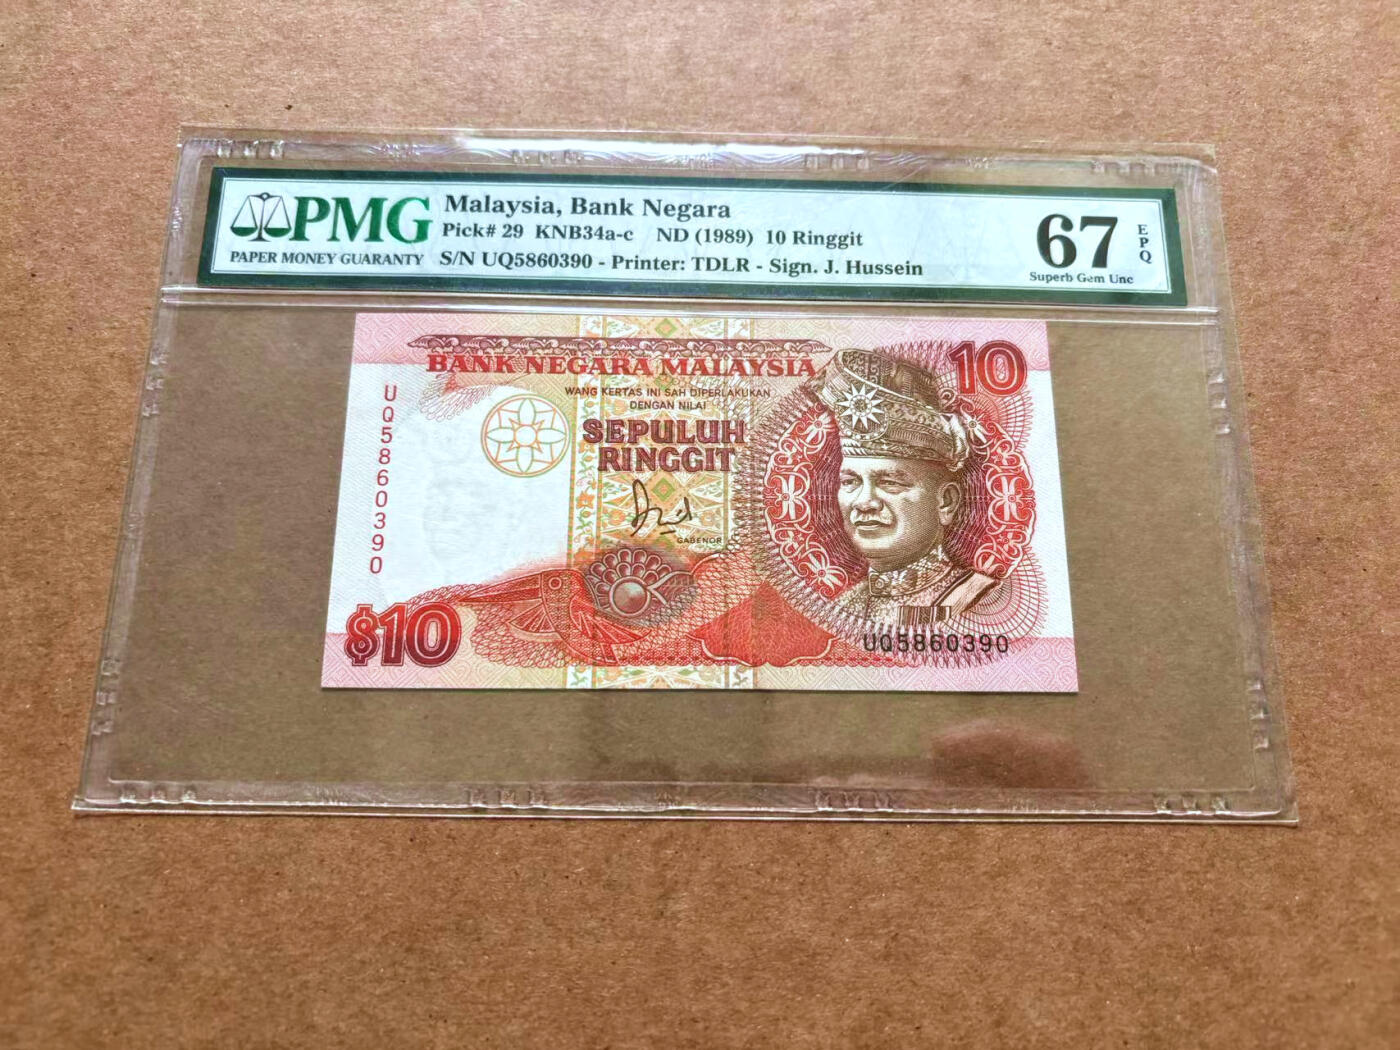 PMG
PAPER MONEY GUARANTY
Malaysia, Bank Negara
Pick# 29 KNB34a-c ND (1989) 10 Ringgit
S/N UQ5860390 - Printer: TDLR - Sign. J. Hussein
67
EPQ
Superb Gem Unc
BANK NEGARA MALAYSIA
10
WANG KERTAS INI SAH DIPERLAKUKAN
DENGAN NILAI
SEPULUH
RINGGIT
UQ5860390
GABENOR
$10
UQ5860390